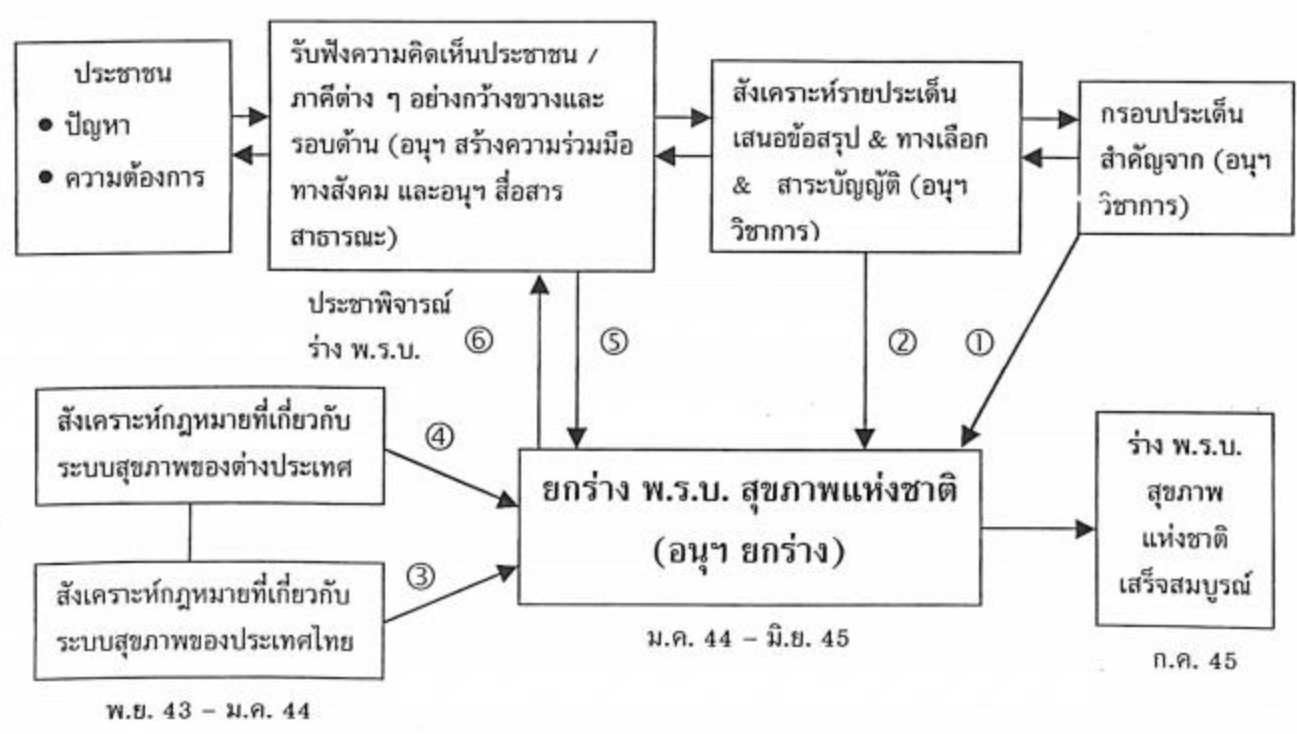 ประชาชน
● ปัญหา
● ความต้องการ
รับฟังความคิดเห็นประชาชน /
ภาคีต่าง ๆ อย่างกว้างขวางและ
รอบด้าน (อนุฯ สร้างความร่วมมือ
ทางสังคม และอนุฯ สื่อสาร
สาธารณะ)
สังเคราะห์รายประเด็น
เสนอข้อสรุป & ทางเลือก
& สาระบัญญัติ (อนุฯ
วิชาการ)
กรอบประเด็น
สำคัญจาก (อนุฯ
วิชาการ)
ประชาพิจารณ์
ร่าง พ.ร.บ.
⑥
⑤
②
①
สังเคราะห์กฎหมายที่เกี่ยวกับ
ระบบสุขภาพของต่างประเทศ
④
สังเคราะห์กฎหมายที่เกี่ยวกับ
ระบบสุขภาพของประเทศไทย
③
พ.ย. 43 – ม.ค. 44
ยกร่าง พ.ร.บ. สุขภาพแห่งชาติ
(อนุฯ ยกร่าง)
ม.ค. 44 – มิ.ย. 45
ร่าง พ.ร.บ.
สุขภาพ
แห่งชาติ
เสร็จสมบูรณ์
ก.ค. 45